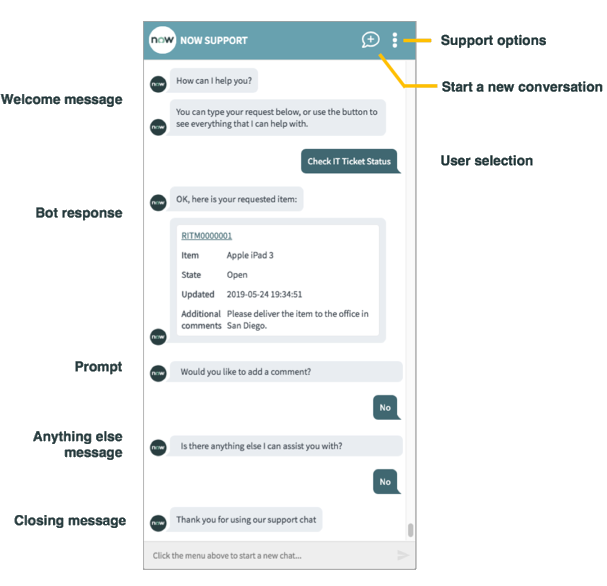 now NOW SUPPORT
Support options
Start a new conversation
Welcome message
now How can I help you?
You can type your request below, or use the button to
now see everything that I can help with.
Check IT Ticket Status
User selection
Bot response
now OK, here is your requested item:
RITM0000001
Item Apple iPad 3
State Open
Updated 2019-05-24 19:34:51
Additional Please deliver the item to the office in
comments San Diego.
now
Prompt
now Would you like to add a comment?
No
Anything else
message
now Is there anything else I can assist you with?
No
Closing message
now Thank you for using our support chat
Click the menu above to start a new chat...